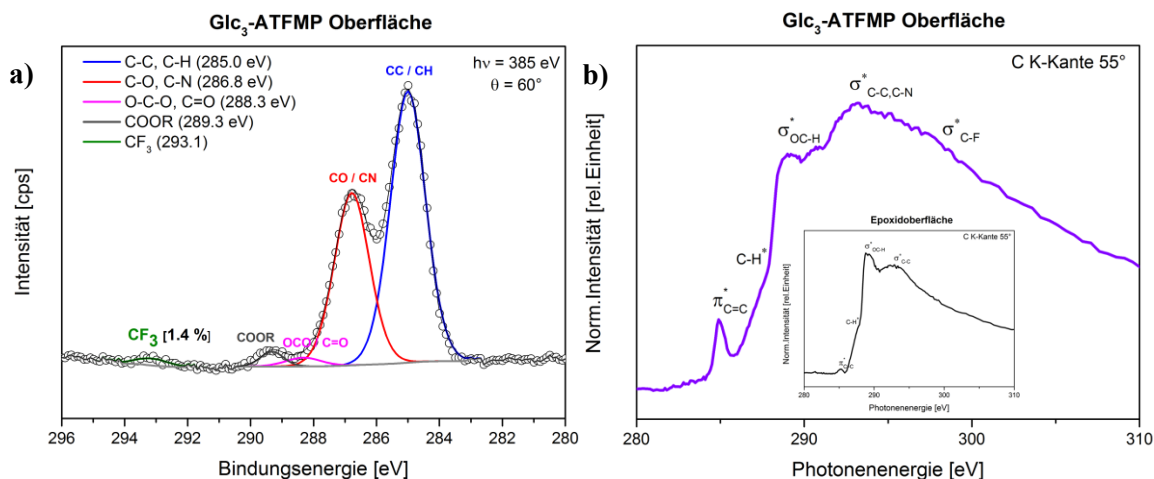 Glc₃-ATFMP Oberfläche
a)
C-C, C-H (285.0 eV)
C-O, C-N (286.8 eV)
O-C-O, C=O (288.3 eV)
COOR (289.3 eV)
CF₃ (293.1)
CC / CH
hν = 385 eV
θ = 60°
CO / CN
CF₃ [1.4 %]
COOR
C=O
Intensität [cps]
296 294 292 290 288 286 284 282 280
Bindungsenergie [eV]
Glc₃-ATFMP Oberfläche
b)
C K-Kante 55°
σ* C-C,C-N
σ* OC-H
σ* C-F
C-H*
π* C=C
Norm.Intensität [rel.Einheit]
280 290 300 310
Photonenenergie [eV]
Epoxidoberfläche
C K-Kante 55°
σ* OC-H
σ* C-C
C-H*
Norm.Intensität [rel.Einheit]
280 290 300 310
Photonenenergie [eV]